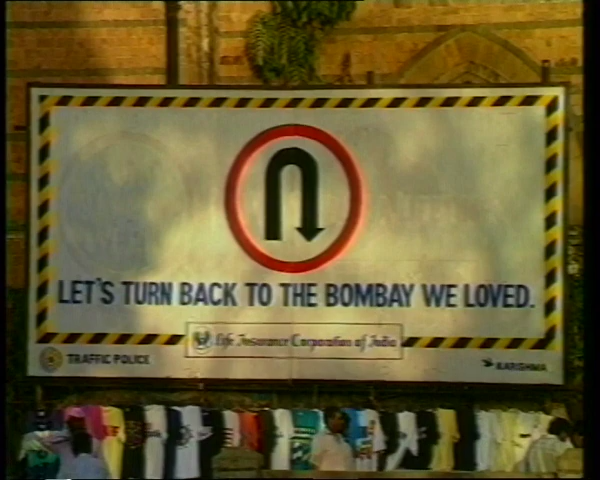 LET'S TURN BACK TO THE BOMBAY WE LOVED.
Life Insurance Corporation of India
TRAFFIC POLICE
KARISHMA